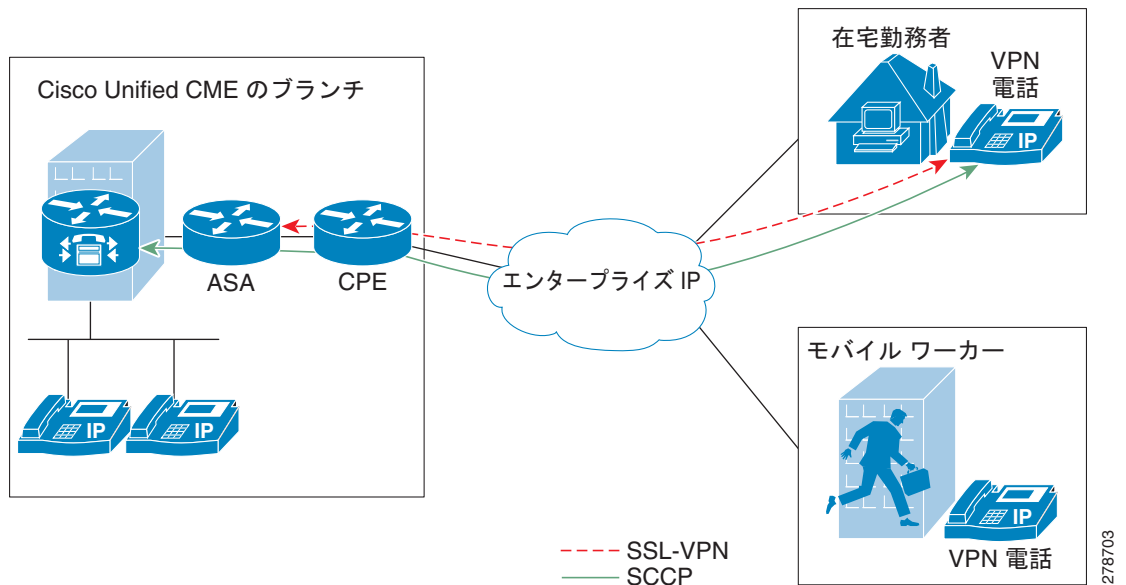 Cisco Unified CME のブランチ
ASA
CPE
IP
IP
エンタープライズ IP
在宅勤務者
VPN
電話
IP
モバイル ワーカー
IP
VPN 電話
SSL-VPN
SCCP
278703